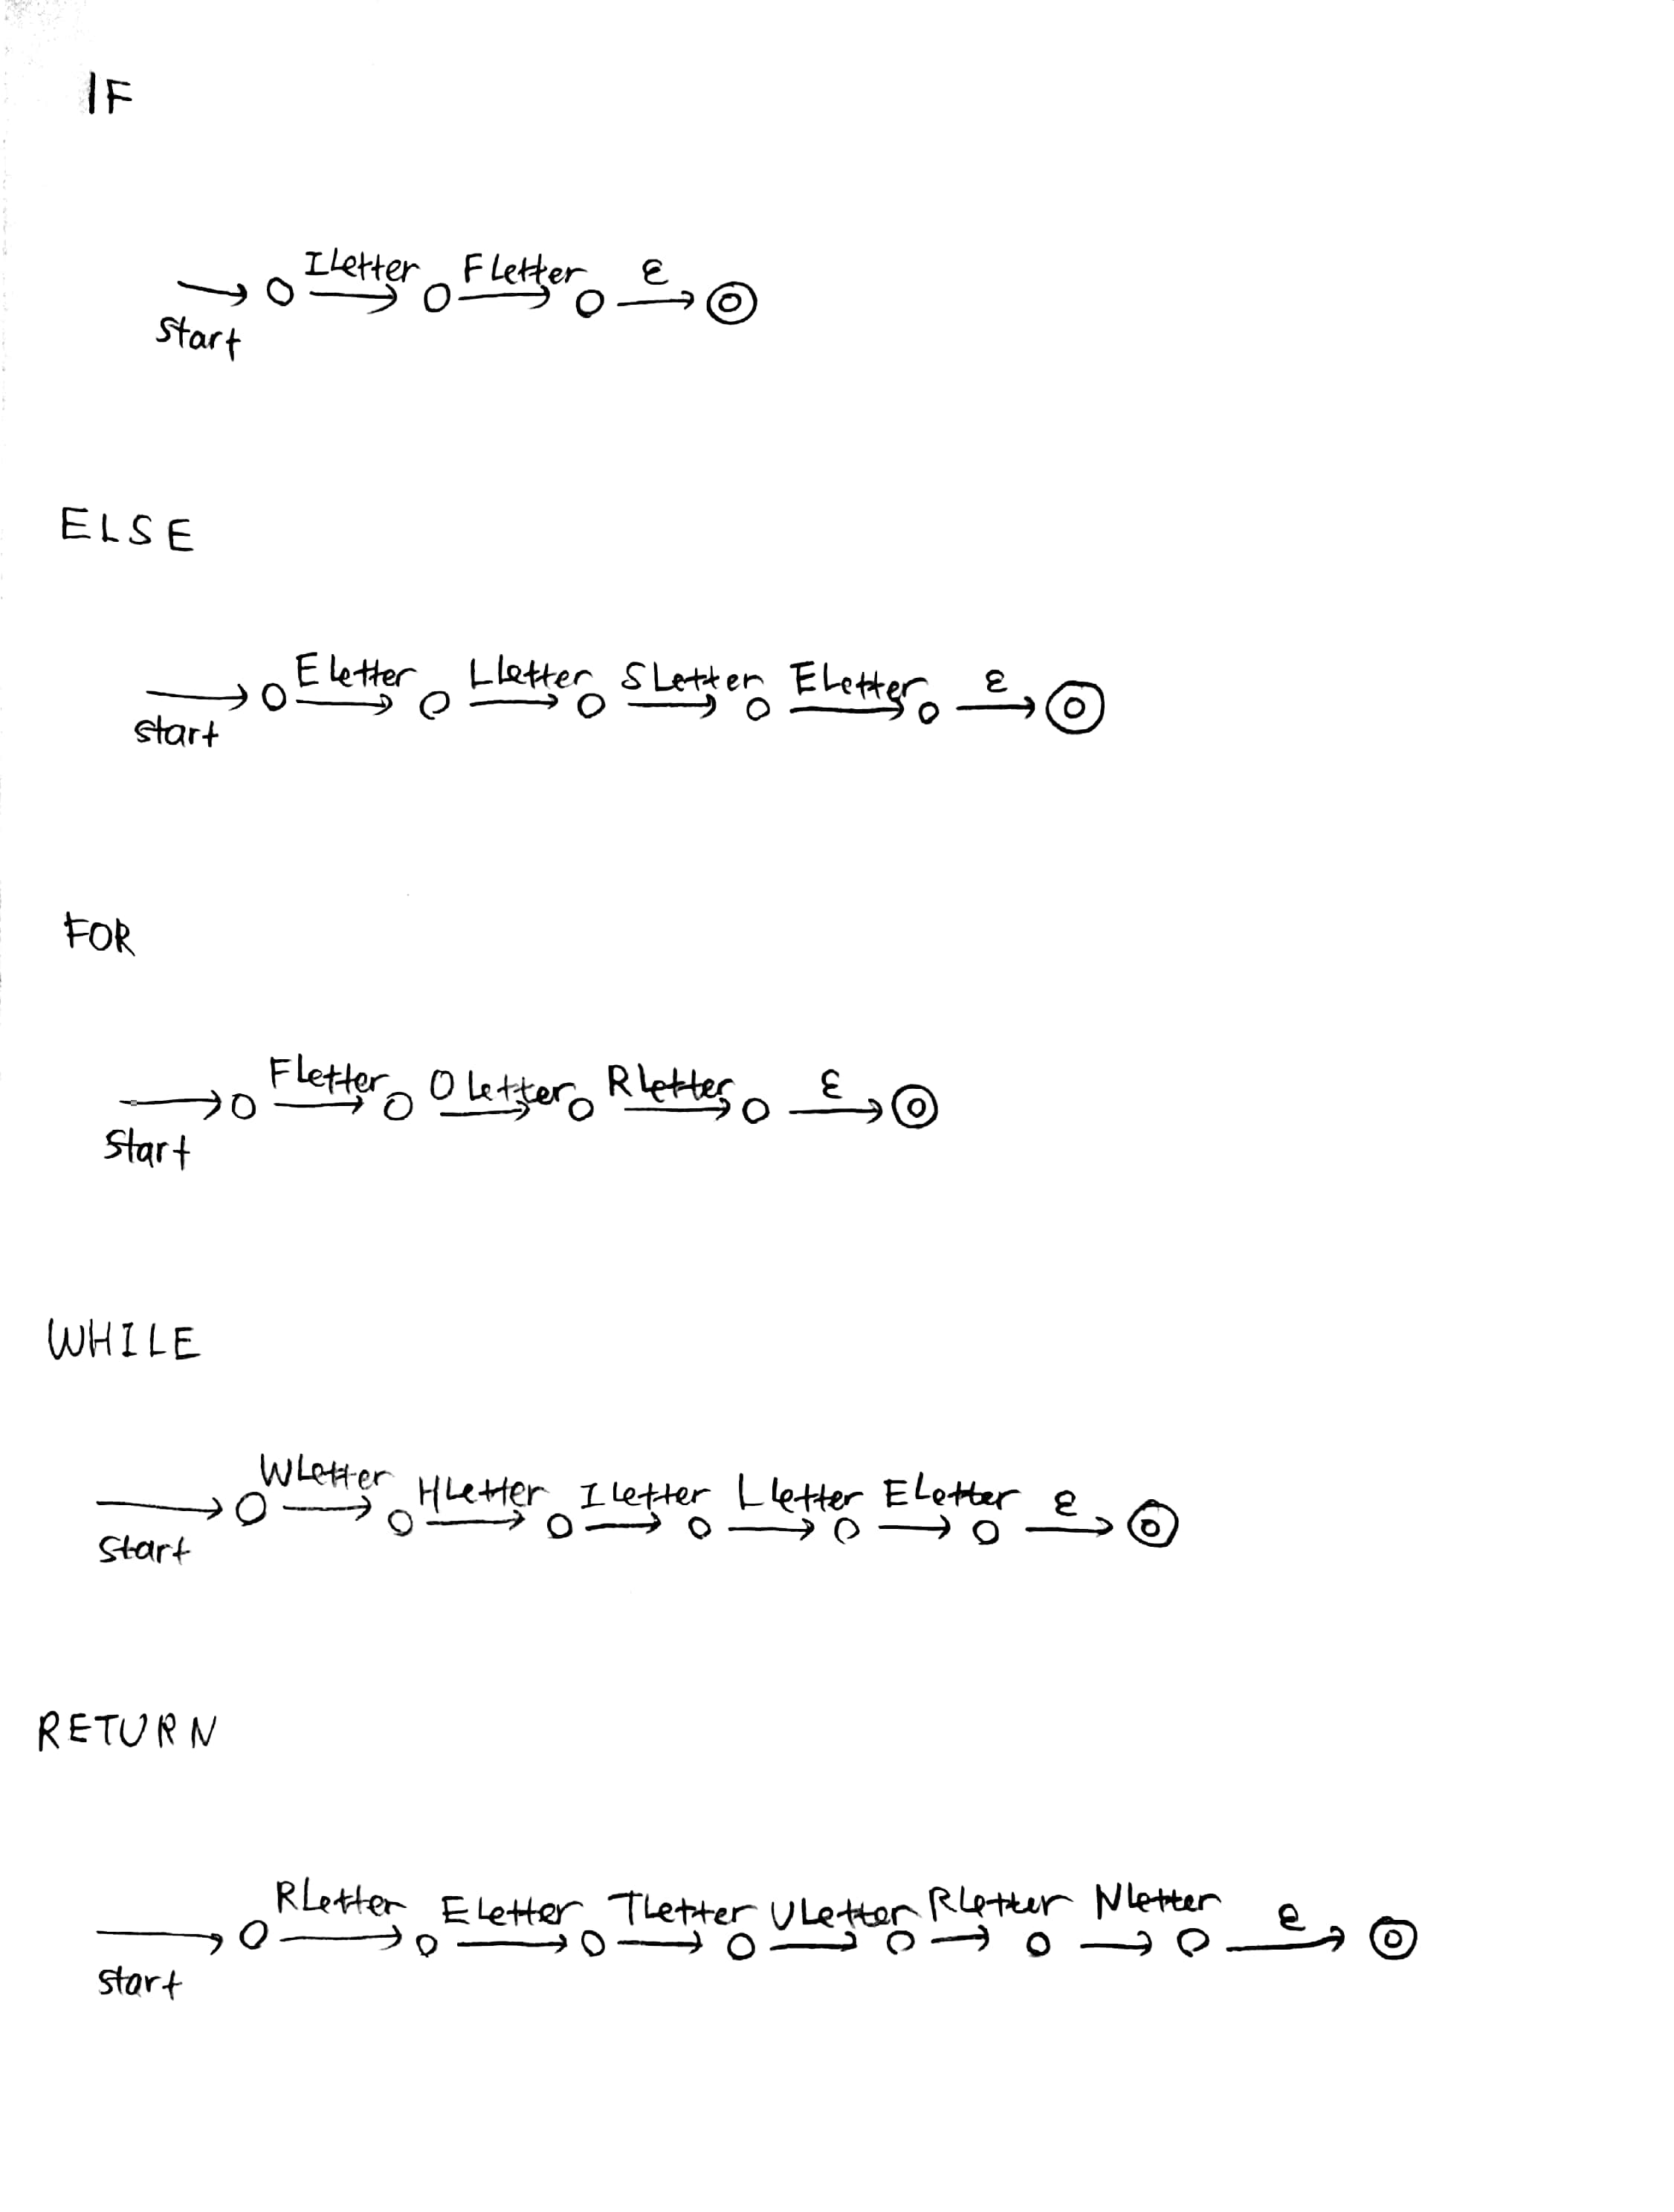 IF
ILetter FLetter ε
start
ELSE
ELetter LLetter SLetter ELetter ε
start
FOR
FLetter OLetter RLetter ε
start
WHILE
WLetter HLetter ILetter LLetter ELetter ε
start
RETURN
RLetter ELetter TLetter ULetter RLetter NLetter ε
start